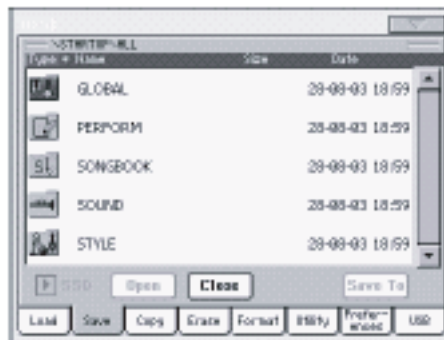 \STARTUP-ALL
Type Name Size Date
GLOBAL 28-08-03 18:59
PERFORM 28-08-03 18:59
SONGBOOK 28-08-03 18:59
SOUND 28-08-03 18:59
STYLE 28-08-03 18:59
SSD Open Close Save To
Load Save Copy Erase Format Utility Prefer-ences USB